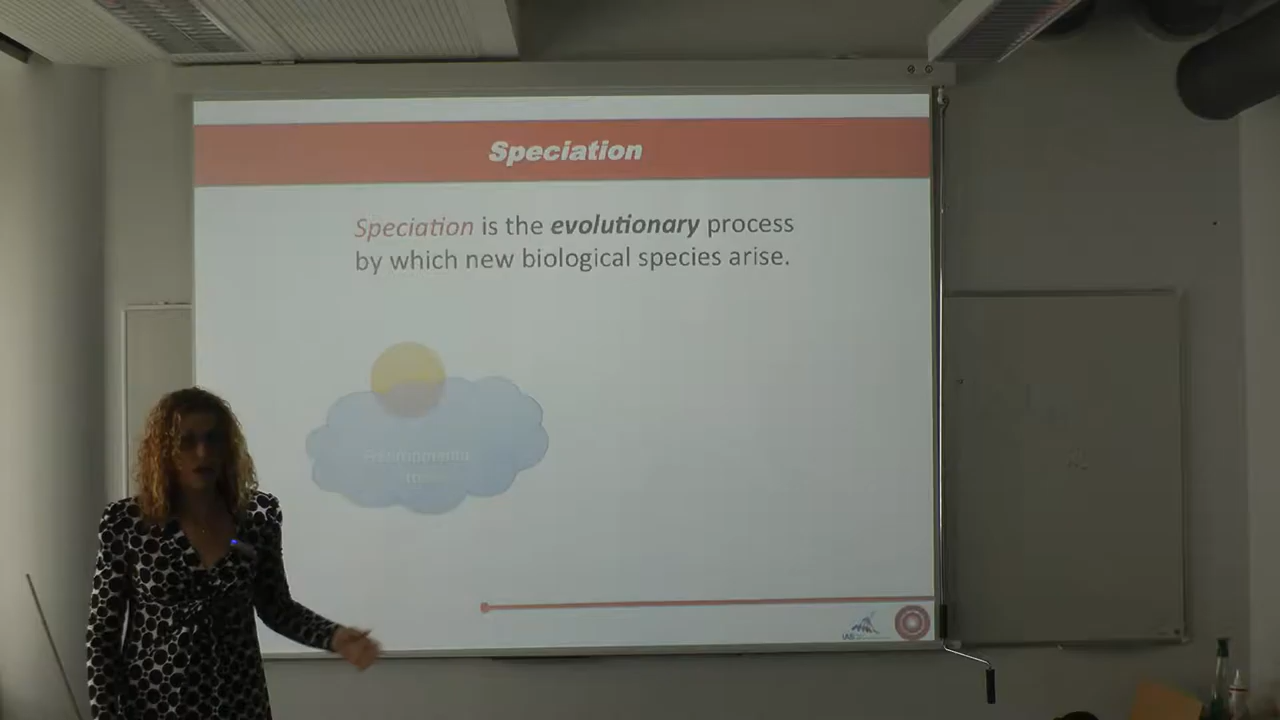 Speciation
Speciation is the evolutionary process
by which new biological species arise.